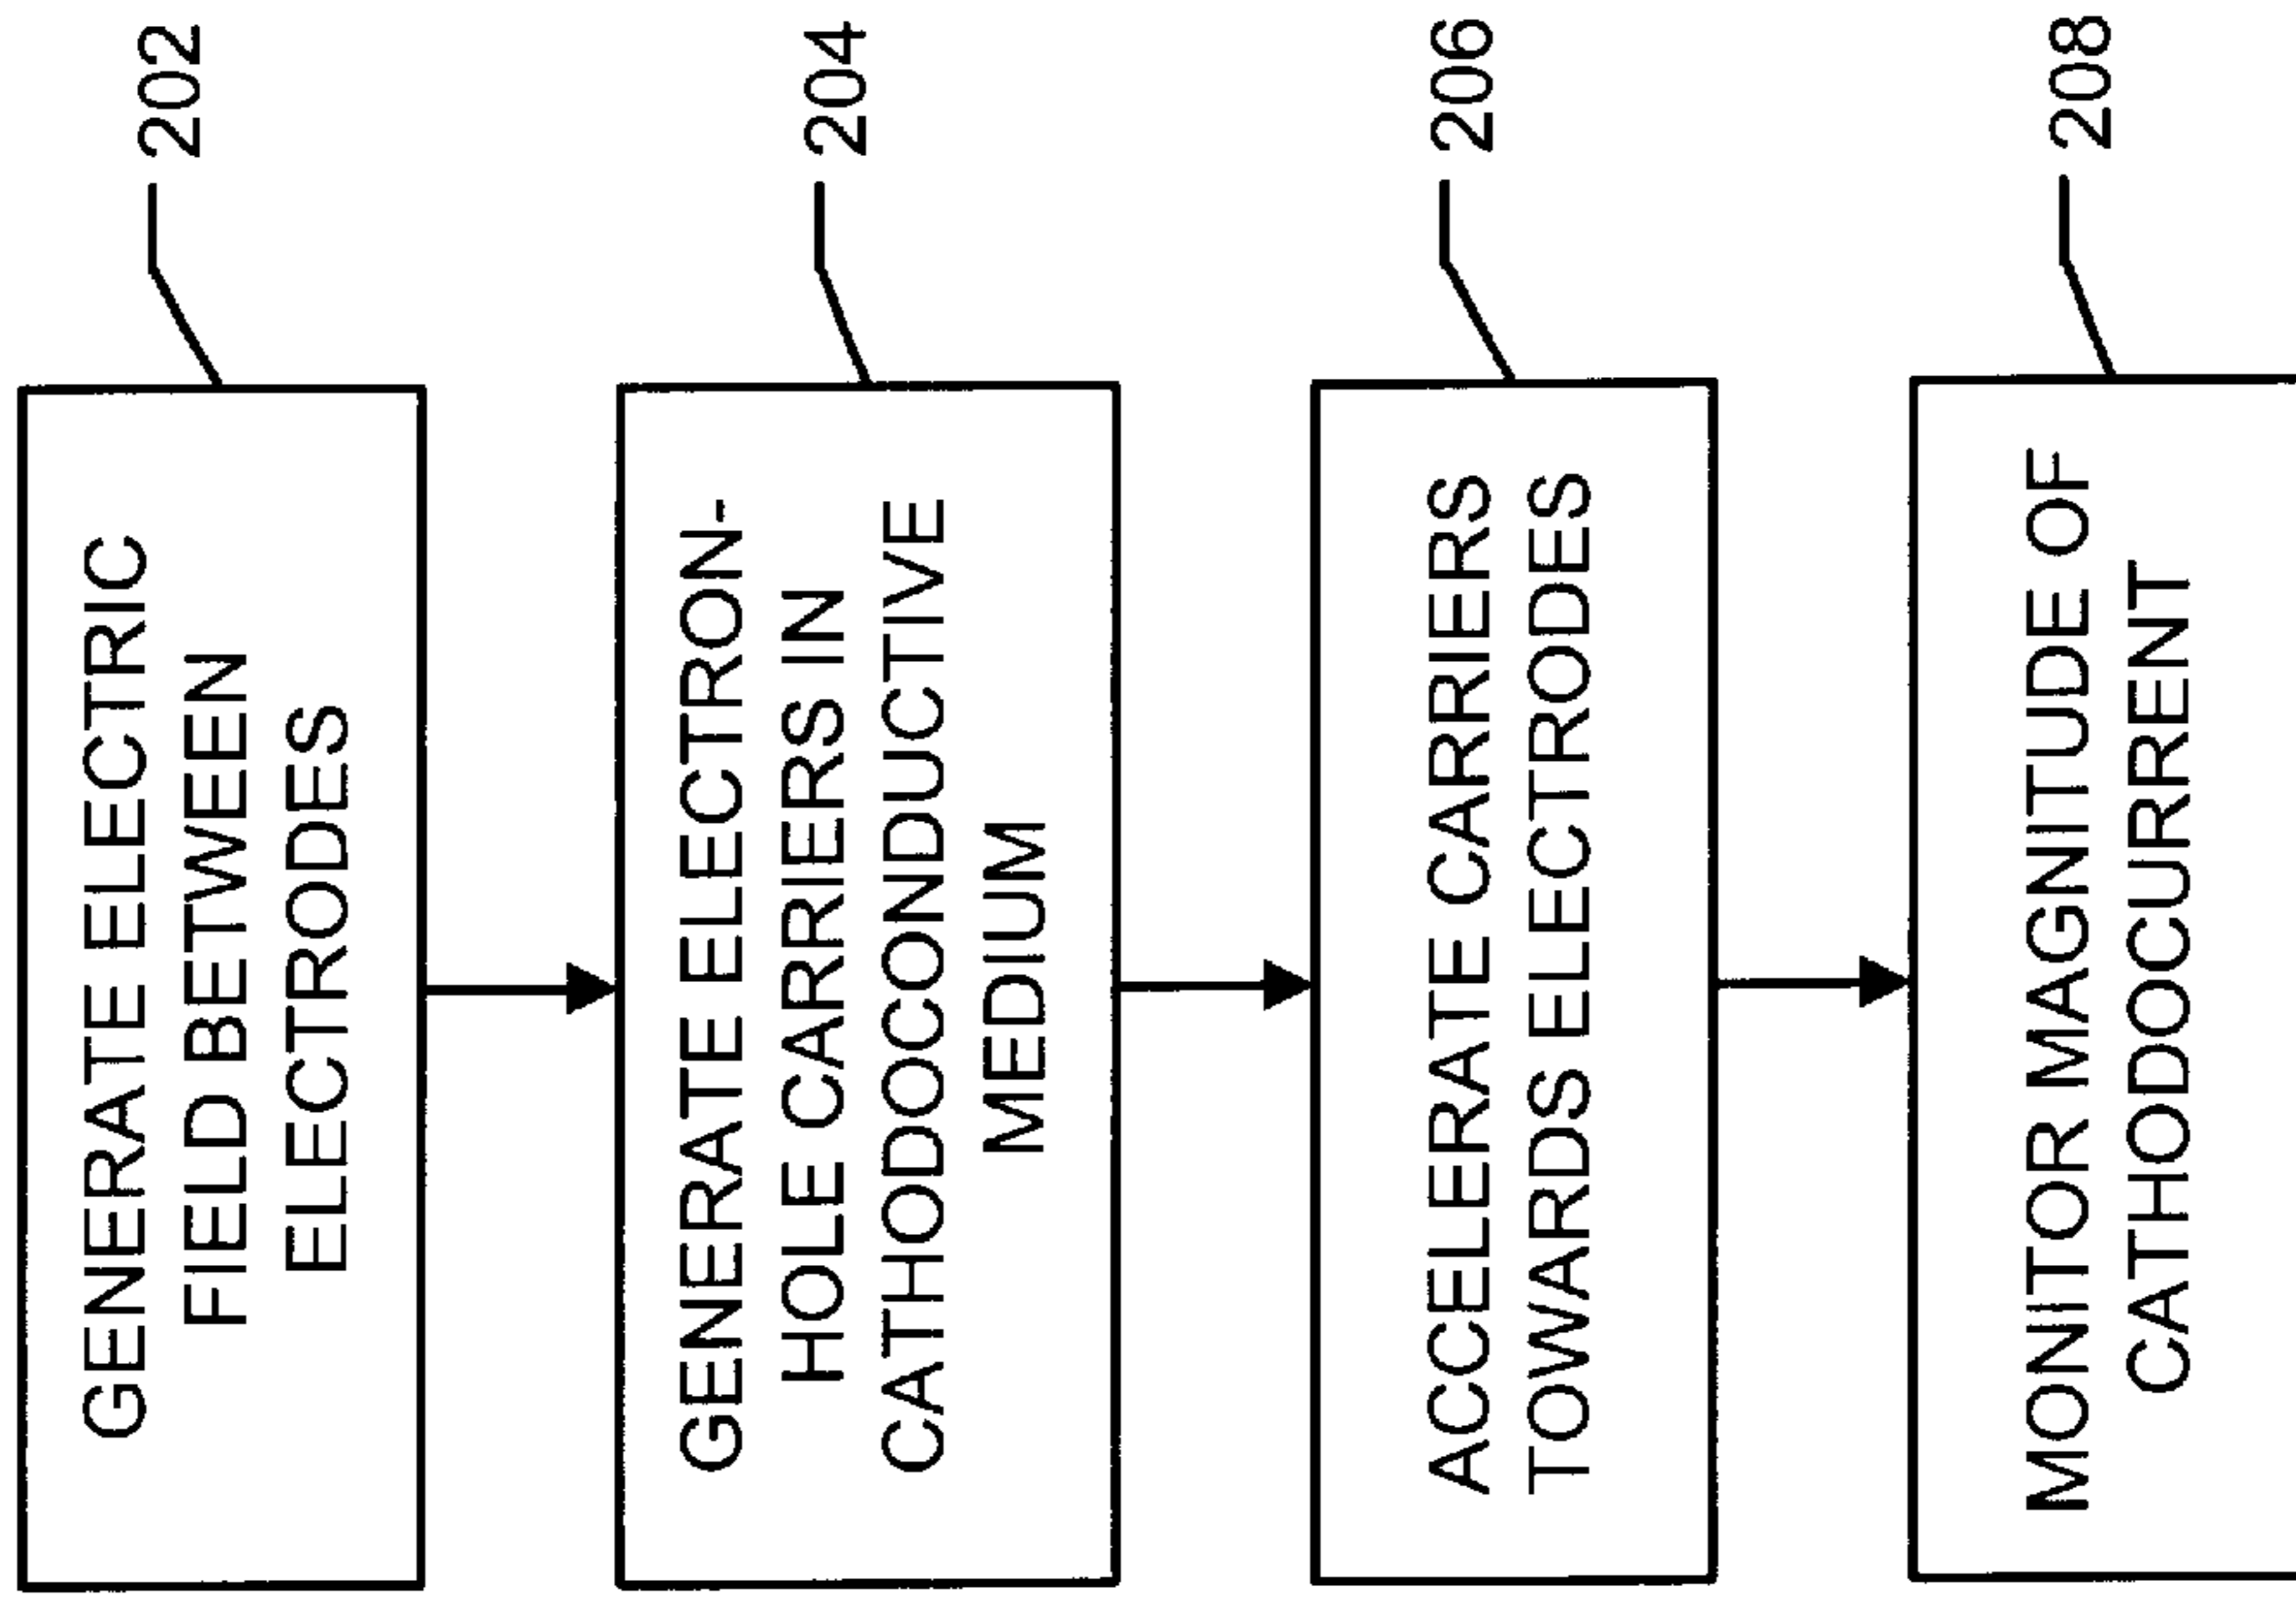 GENERATE ELECTRIC
FIELD BETWEEN
ELECTRODES
202
GENERATE ELECTRON-
HOLE CARRIERS IN
CATHODOCONDUCTIVE
MEDIUM
204
ACCELERATE CARRIERS
TOWARDS ELECTRODES
206
MONITOR MAGNITUDE OF
CATHODOCURRENT
208